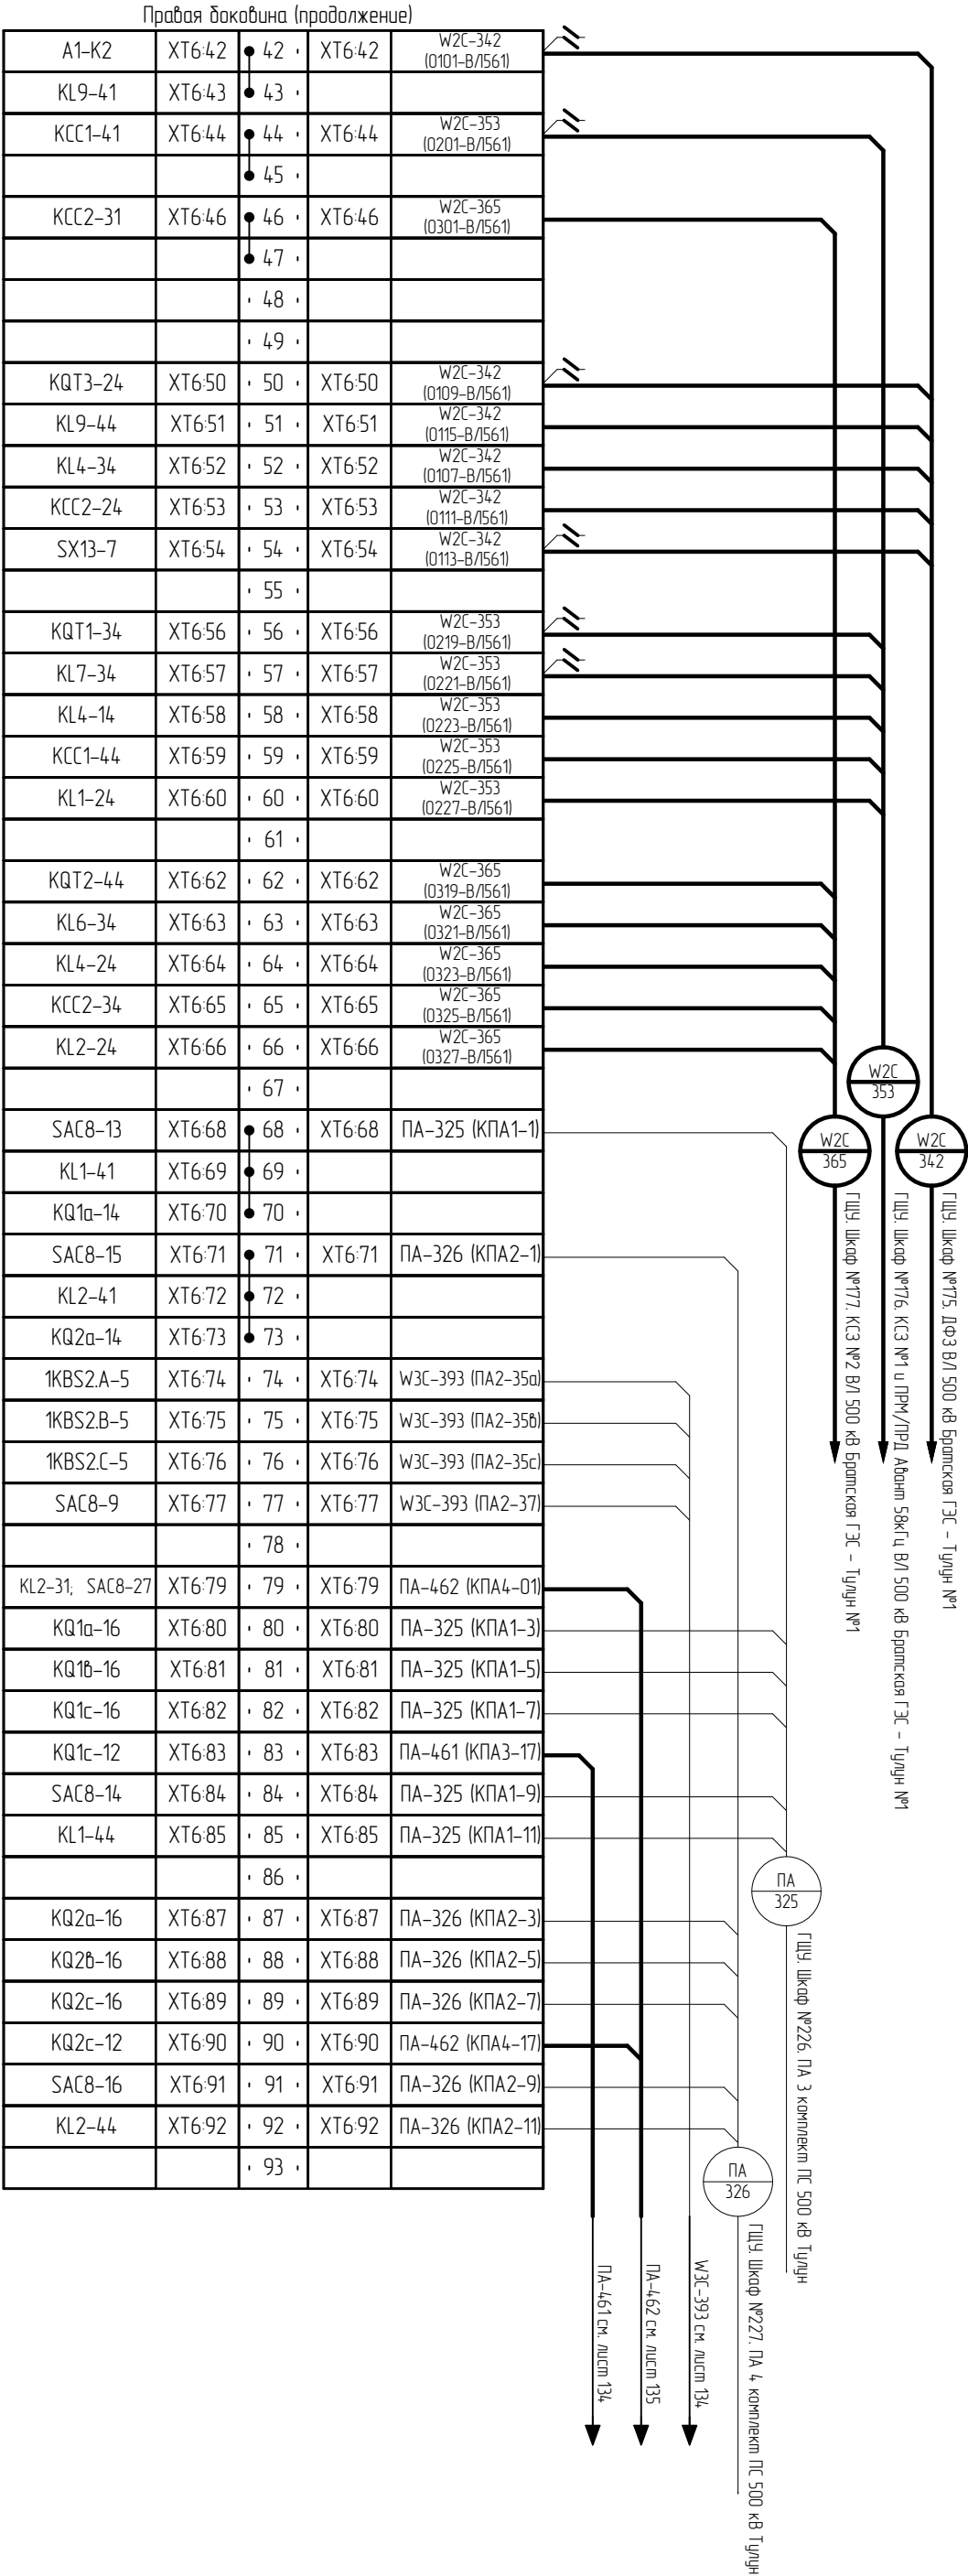 Правая боковина (продолжение)
A1-K2 XT6:42 42 XT6:42 W2C-342 (0101-ВЛ561)
KL9-41 XT6:43 43
KCC1-41 XT6:44 44 XT6:44 W2C-353 (0201-ВЛ561)
45
KCC2-31 XT6:46 46 XT6:46 W2C-365 (0301-ВЛ561)
47
48
49
KQT3-24 XT6:50 50 XT6:50 W2C-342 (0109-ВЛ561)
KL9-44 XT6:51 51 XT6:51 W2C-342 (0115-ВЛ561)
KL4-34 XT6:52 52 XT6:52 W2C-342 (0107-ВЛ561)
KCC2-24 XT6:53 53 XT6:53 W2C-342 (0111-ВЛ561)
SX13-7 XT6:54 54 XT6:54 W2C-342 (0113-ВЛ561)
55
KQT1-34 XT6:56 56 XT6:56 W2C-353 (0219-ВЛ561)
KL7-34 XT6:57 57 XT6:57 W2C-353 (0221-ВЛ561)
KL4-14 XT6:58 58 XT6:58 W2C-353 (0223-ВЛ561)
KCC1-44 XT6:59 59 XT6:59 W2C-353 (0225-ВЛ561)
KL1-24 XT6:60 60 XT6:60 W2C-353 (0227-ВЛ561)
61
KQT2-44 XT6:62 62 XT6:62 W2C-365 (0319-ВЛ561)
KL6-34 XT6:63 63 XT6:63 W2C-365 (0321-ВЛ561)
KL4-24 XT6:64 64 XT6:64 W2C-365 (0323-ВЛ561)
KCC2-34 XT6:65 65 XT6:65 W2C-365 (0325-ВЛ561)
KL2-24 XT6:66 66 XT6:66 W2C-365 (0327-ВЛ561)
67
SAC8-13 XT6:68 68 XT6:68 ПА-325 (КПА1-1)
KL1-41 XT6:69 69
KQ1a-14 XT6:70 70
SAC8-15 XT6:71 71 XT6:71 ПА-326 (КПА2-1)
KL2-41 XT6:72 72
KQ2a-14 XT6:73 73
1KBS2.A-5 XT6:74 74 XT6:74 W3C-393 (ПА2-35а)
1KBS2.B-5 XT6:75 75 XT6:75 W3C-393 (ПА2-35в)
1KBS2.C-5 XT6:76 76 XT6:76 W3C-393 (ПА2-35с)
SAC8-9 XT6:77 77 XT6:77 W3C-393 (ПА2-37)
78
KL2-31; SAC8-27 XT6:79 79 XT6:79 ПА-462 (КПА4-01)
KQ1a-16 XT6:80 80 XT6:80 ПА-325 (КПА1-3)
KQ1в-16 XT6:81 81 XT6:81 ПА-325 (КПА1-5)
KQ1c-16 XT6:82 82 XT6:82 ПА-325 (КПА1-7)
KQ1c-12 XT6:83 83 XT6:83 ПА-461 (КПА3-17)
SAC8-14 XT6:84 84 XT6:84 ПА-325 (КПА1-9)
KL1-44 XT6:85 85 XT6:85 ПА-325 (КПА1-11)
86
KQ2a-16 XT6:87 87 XT6:87 ПА-326 (КПА2-3)
KQ2в-16 XT6:88 88 XT6:88 ПА-326 (КПА2-5)
KQ2c-16 XT6:89 89 XT6:89 ПА-326 (КПА2-7)
KQ2c-12 XT6:90 90 XT6:90 ПА-462 (КПА4-17)
SAC8-16 XT6:91 91 XT6:91 ПА-326 (КПА2-9)
KL2-44 XT6:92 92 XT6:92 ПА-326 (КПА2-11)
93
W2C 353
W2C 365
W2C 342
ГЩУ. Шкаф №177. КСЗ №2 ВЛ 500 кВ Братская ГЭС - Тулун №1
ГЩУ. Шкаф №176. КСЗ №1 и ПРМ/ПРД Авант 58кГц ВЛ 500 кВ Братская ГЭС - Тулун №1
ГЩУ. Шкаф №175. ДФЗ ВЛ 500 кВ Братская ГЭС - Тулун №1
ПА 325
ГЩУ. Шкаф №226. ПА 3 комплект ПС 500 кВ Тулун
ПА 326
ГЩУ. Шкаф №227. ПА 4 комплект ПС 500 кВ Тулун
ПА-461 см. лист 134
ПА-462 см. лист 135
W3C-393 см. лист 134